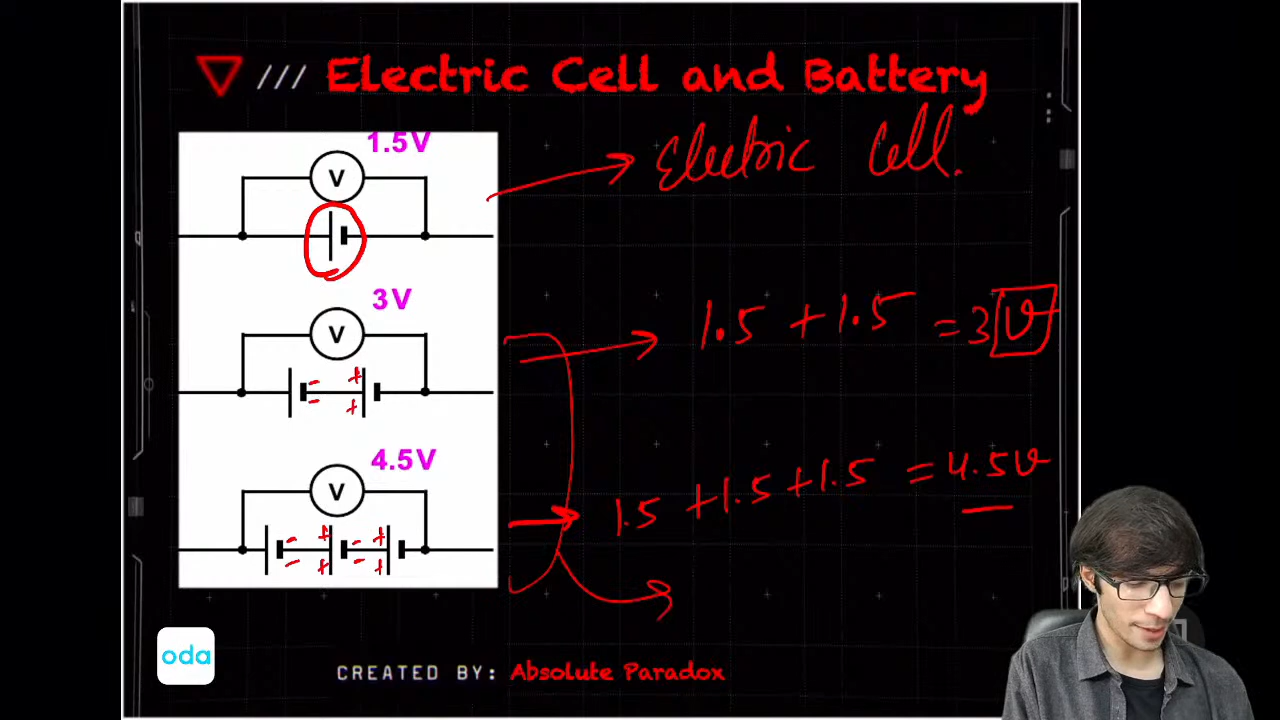 /// Electric Cell and Battery
1.5V
V
Electric Cell.
3V
V
1.5 + 1.5 = 3 V
- +
- +
4.5V
V
1.5 + 1.5 + 1.5 = 4.5V
- + - +
- + - +
oda
CREATED BY: Absolute Paradox